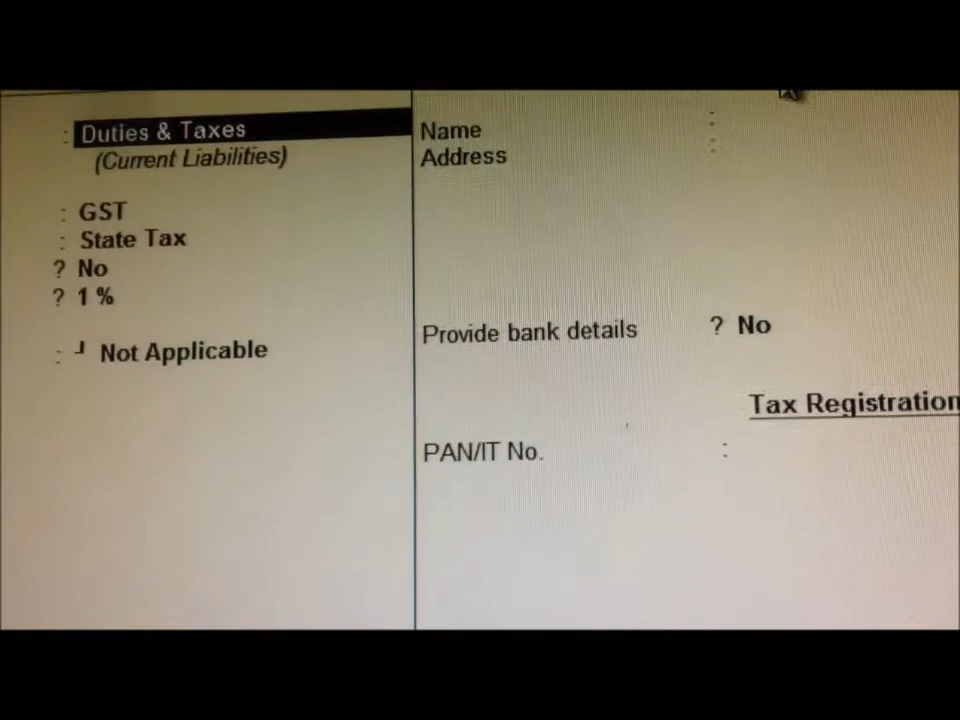 : Duties & Taxes
(Current Liabilities)
: GST
: State Tax
? No
? 1 %
: ┘ Not Applicable
Name :
Address :
Provide bank details ? No
Tax Registration
PAN/IT No. :